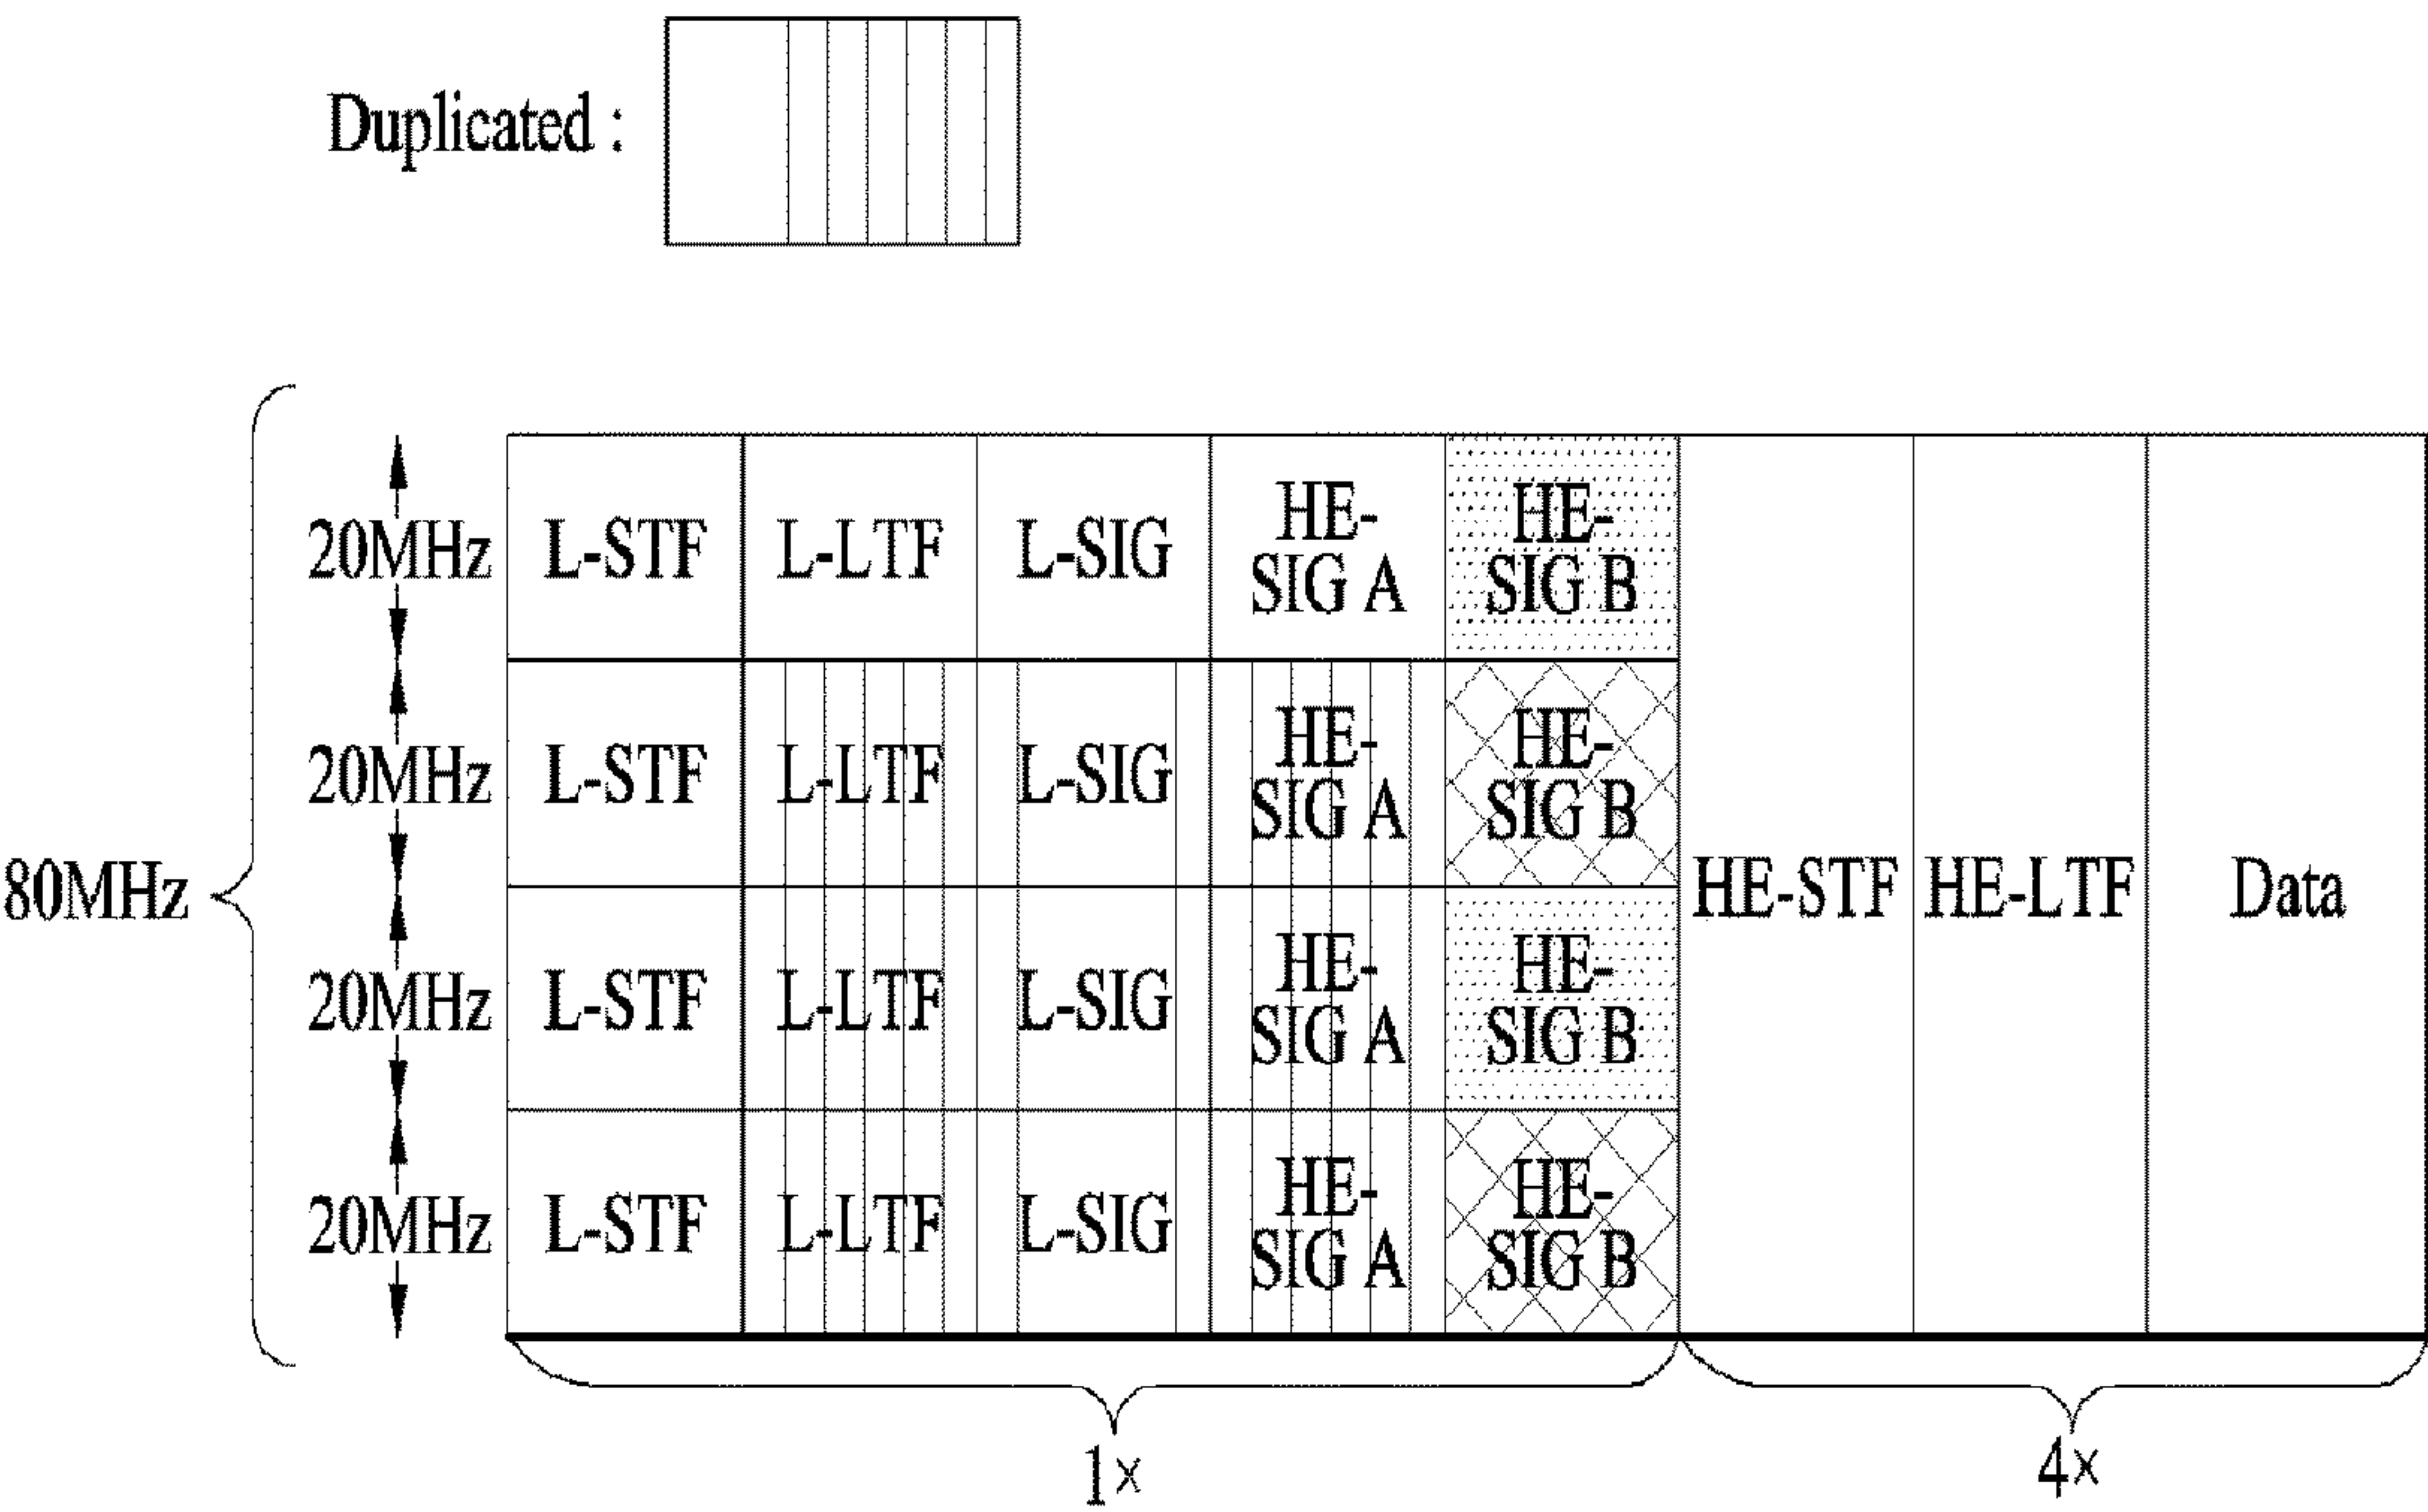 Duplicated :
80MHz
20MHz L-STF L-LTF L-SIG HE-
SIG A HE-
SIG B
20MHz L-STF L-LTF L-SIG HE-
SIG A HE-
SIG B
20MHz L-STF L-LTF L-SIG HE-
SIG A HE-
SIG B
20MHz L-STF L-LTF L-SIG HE-
SIG A HE-
SIG B
HE-STF HE-LTF Data
1× 4×